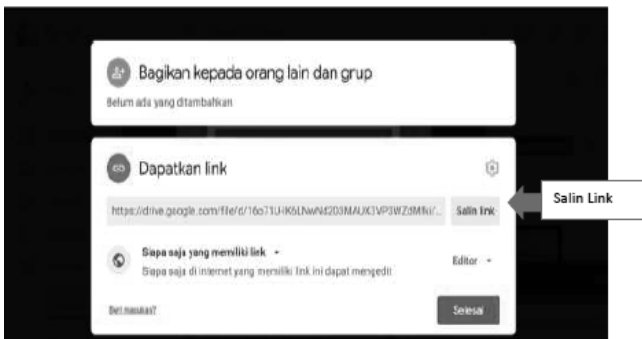 Bagikan kepada orang lain dan grup
Belum ada yang ditambahkan
Dapatkan link
Salin link
Salin Link
Siapa saja yang memiliki link
Editor
Siapa saja di internet yang memiliki link ini dapat mengedit
Beri masukan?
Selesai